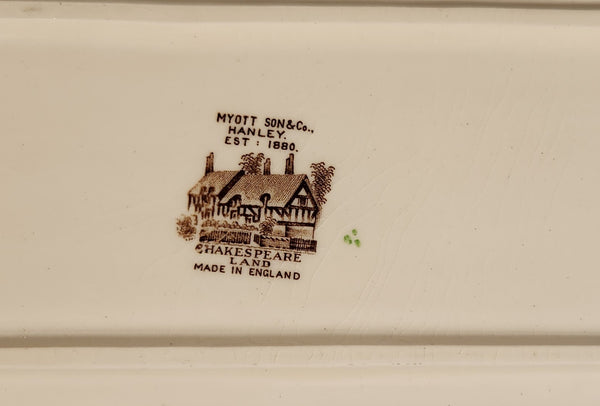 MYOTT SON & Co.,
HANLEY.
EST : 1880.
SHAKESPEARE
LAND
MADE IN ENGLAND